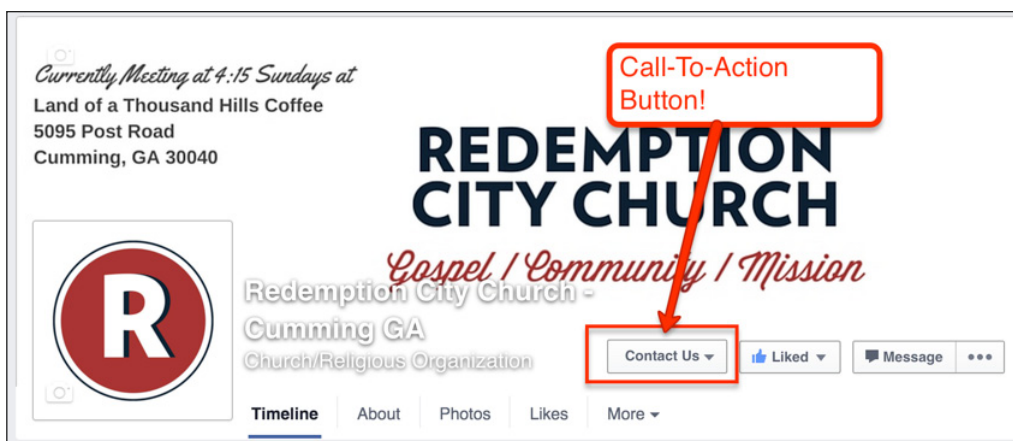 Currently Meeting at 4:15 Sundays at
Land of a Thousand Hills Coffee
5095 Post Road
Cumming, GA 30040
Call-To-Action
Button!
REDEMPTION
CITY CHURCH
Gospel / Community / Mission
R
Redemption City Church -
Cumming GA
Church/Religious Organization
Contact Us
Liked
Message
Timeline About Photos Likes More